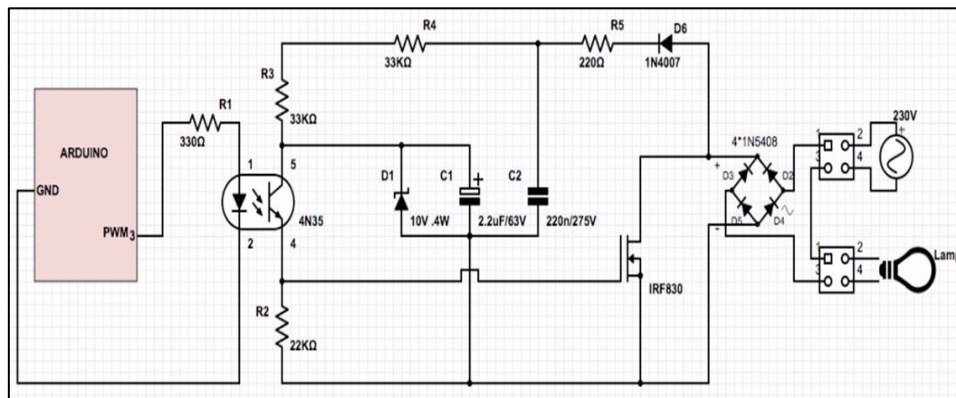 R4
33KΩ
R5
220Ω
D6
1N4007
R3
33KΩ
R1
330Ω
ARDUINO
GND
PWM 3
1
5
2
4
4N35
D1
10V .4W
C1
+
2.2uF/63V
C2
220n/275V
R2
22KΩ
IRF830
4*1N5408
+
-
D3
D2
D5
D4
230V
+
1
2
3
4
1
2
3
4
Lamp